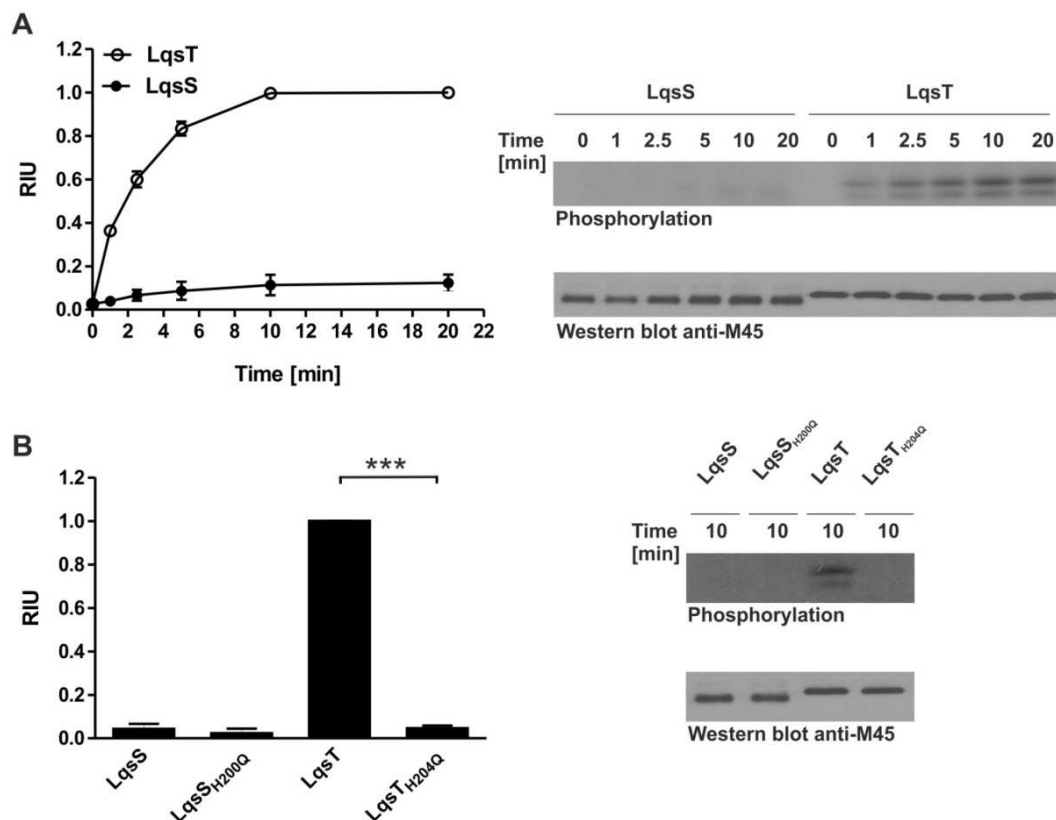 A
LqsT
LqsS
1.2
1.0
0.8
0.6
0.4
0.2
0.0
RIU
0 2 4 6 8 10 12 14 16 18 20 22
Time [min]
LqsS LqsT
Time [min] 0 1 2.5 5 10 20 0 1 2.5 5 10 20
Phosphorylation
Western blot anti-M45
B
1.2
1.0
0.8
0.6
0.4
0.2
0.0
RIU
***
LqsS LqsS H200Q LqsT LqsT H204Q
LqsS LqsS H200Q LqsT LqsT H204Q
Time [min] 10 10 10 10
Phosphorylation
Western blot anti-M45